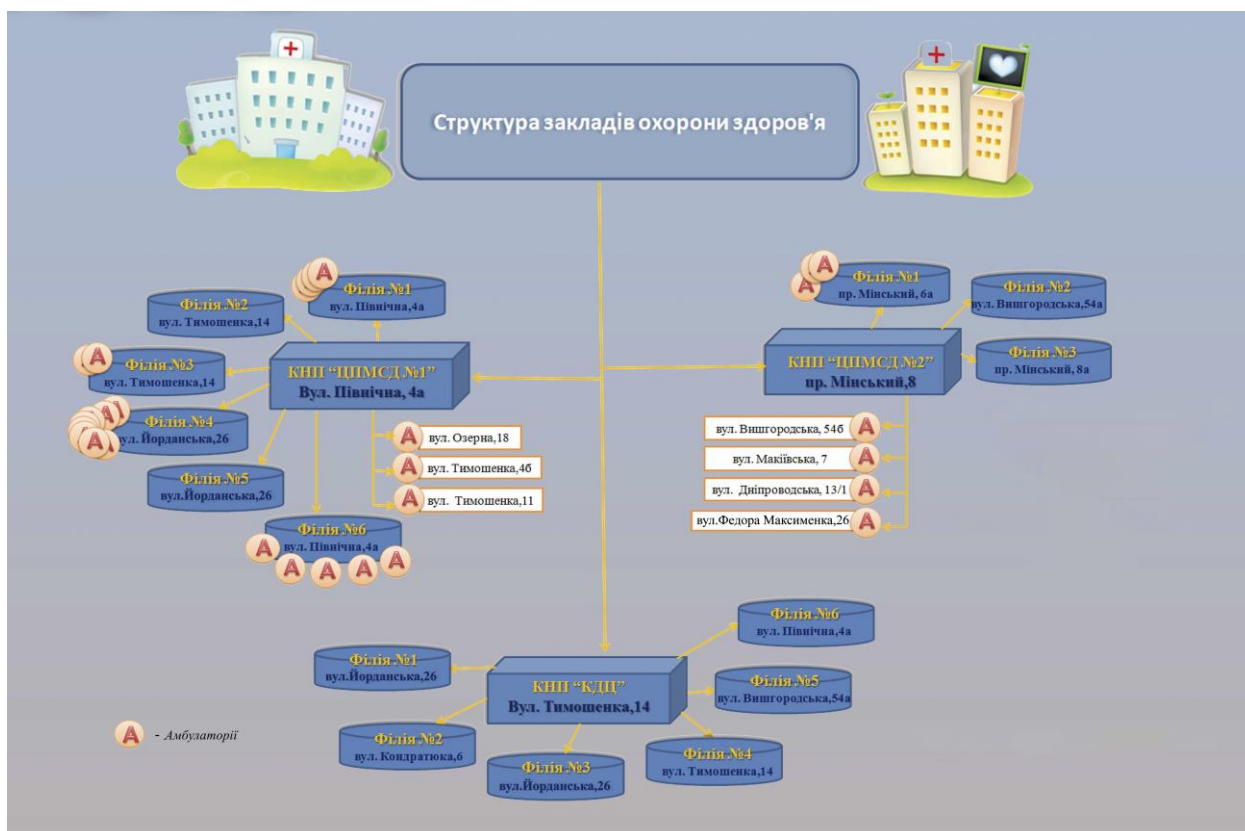 Структура закладів охорони здоров'я
А
Філія №1
вул. Північна,4а
Філія №2
вул. Тимошенка,14
А
Філія №3
вул. Тимошенка,14
А
А
Філія №4
вул. Йорданська,26
Філія №5
вул.Йорданська,26
КНП “ЦПМСД №1”
Вул. Північна, 4а
А
вул. Озерна,18
А
вул. Тимошенка,4б
А
вул. Тимошенка,11
Філія №6
вул. Північна,4а
А
А
А
А
А
А
А
Філія №1
пр. Мінський, 6а
Філія №2
вул. Вишгородська,54а
КНП “ЦПМСД №2”
пр. Мінський,8
Філія №3
пр. Мінський, 8а
вул. Вишгородська, 54б
А
вул. Макіївська, 7
А
вул. Дніпроводська, 13/1
А
вул.Федора Максименка,26
А
Філія №6
вул. Північна,4а
Філія №1
вул.Йорданська,26
КНП “КДЦ”
Вул. Тимошенка,14
Філія №5
вул. Вишгородська,54а
Філія №2
вул. Кондратюка,6
Філія №3
вул.Йорданська,26
Філія №4
вул. Тимошенка,14
А
- Амбулаторії